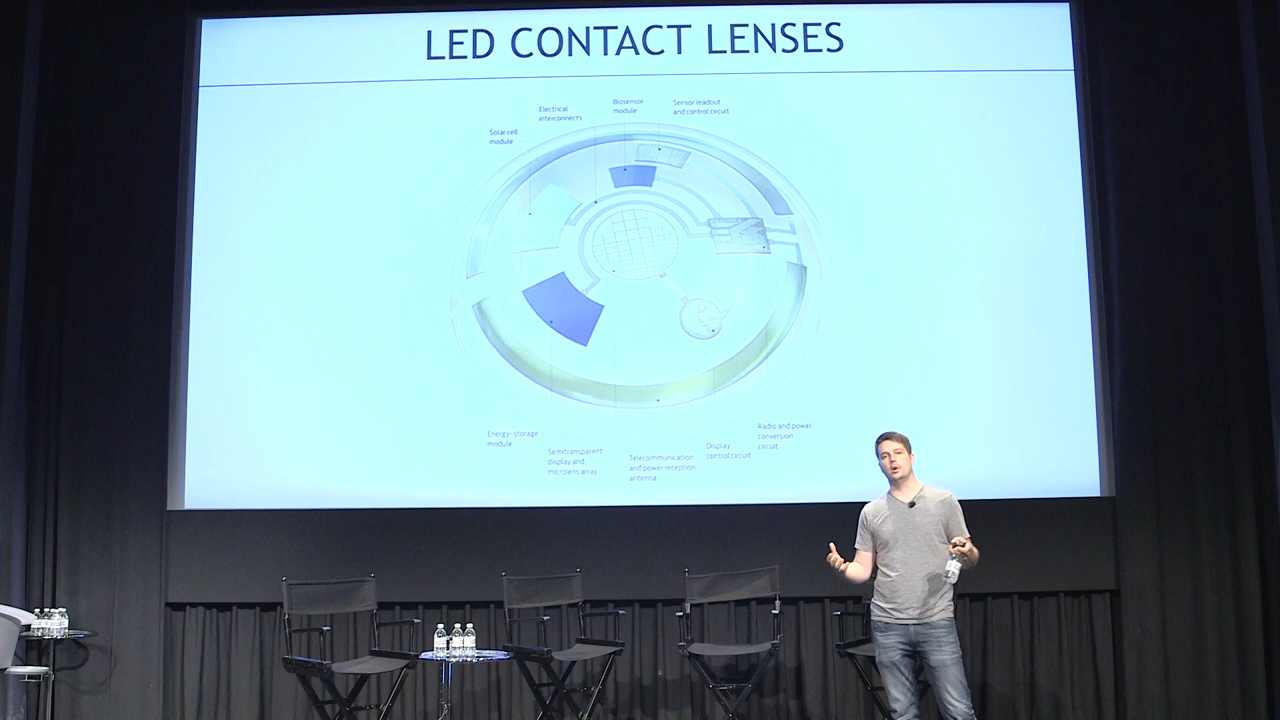 LED CONTACT LENSES
Solar cell
module
Electrical
interconnects
Biosensor
module
Sensor readout
and control circuit
Energy-storage
module
Semitransparent
display and
microlens array
Telecommunication
and power reception
antenna
Display
control circuit
Radio and power
conversion
circuit